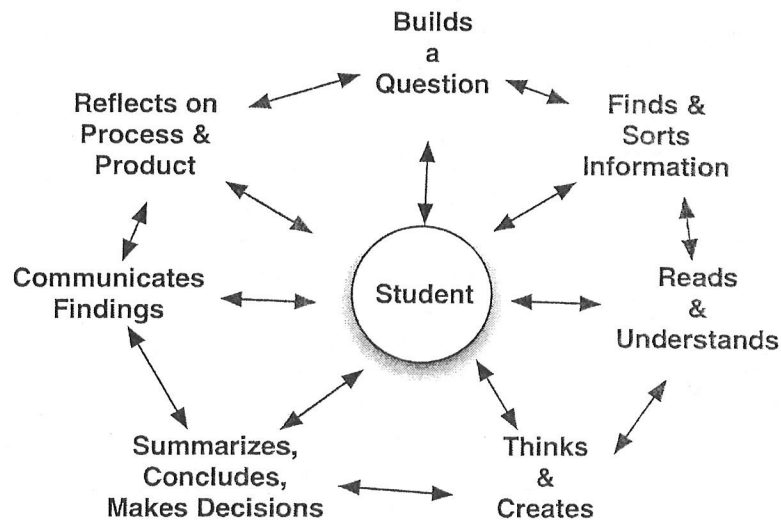 Builds
a
Question
Finds &
Sorts
Information
Reads
&
Understands
Thinks
&
Creates
Summarizes,
Concludes,
Makes Decisions
Communicates
Findings
Reflects on
Process &
Product
Student